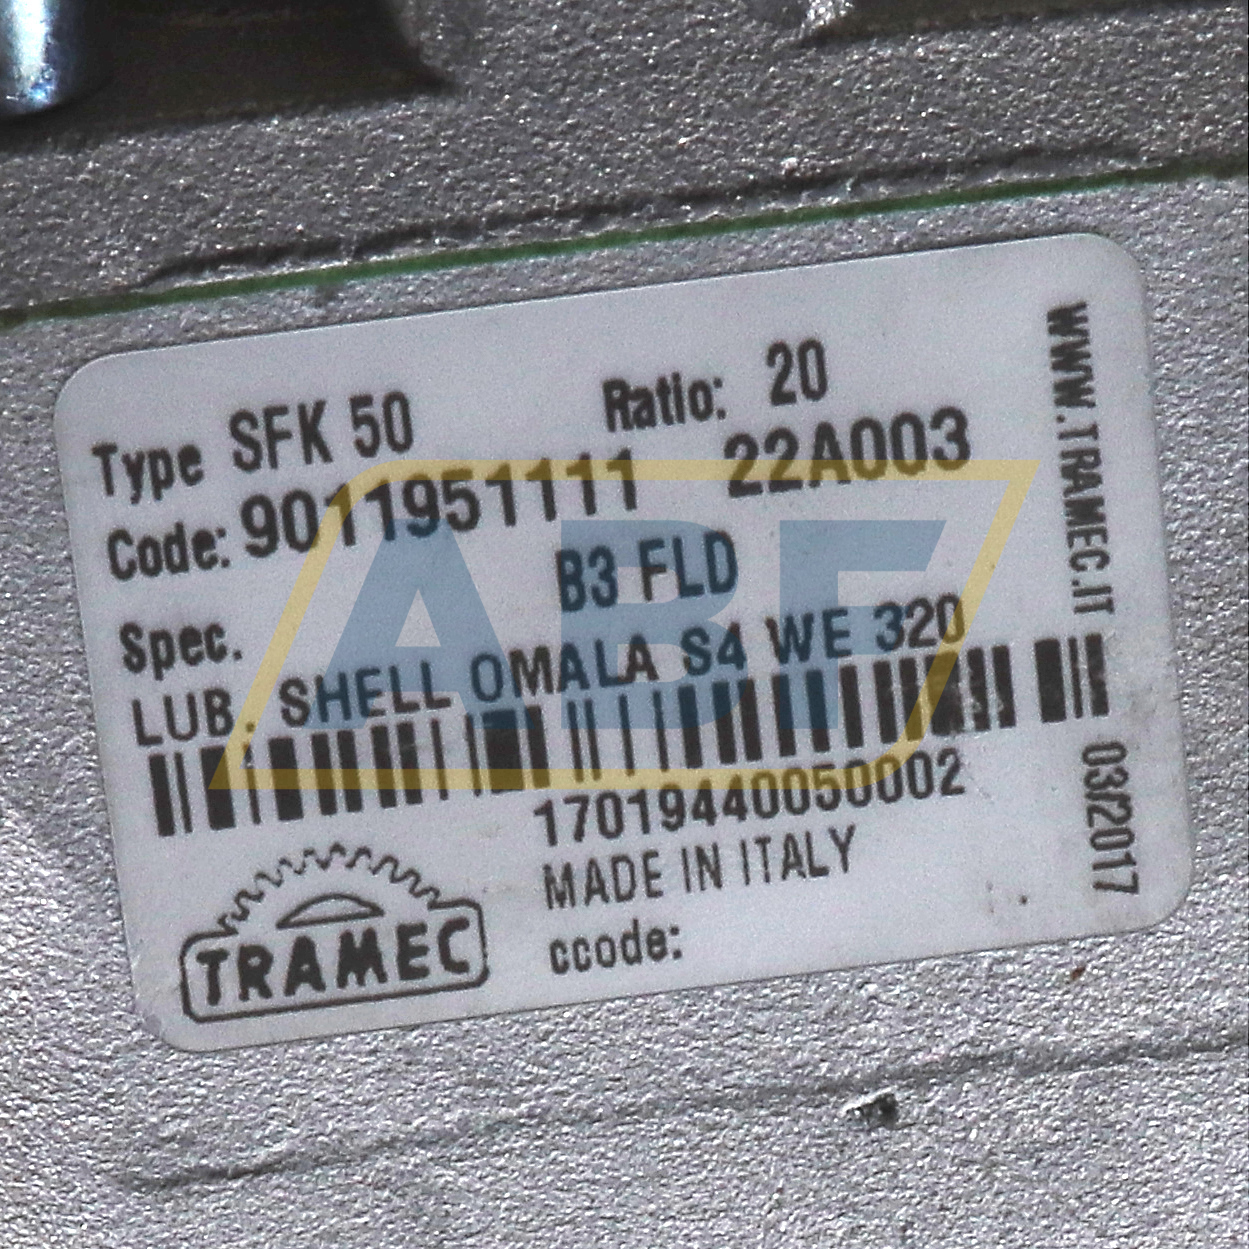 Type SFK 50 Ratio: 20
Code: 9011951111 22A003
Spec. B3 FLD
LUB. SHELL OMALA S4 WE 320
17019440050002
MADE IN ITALY
ccode:
TRAMEC
WWW.TRAMEC.IT
03/2017
ABF